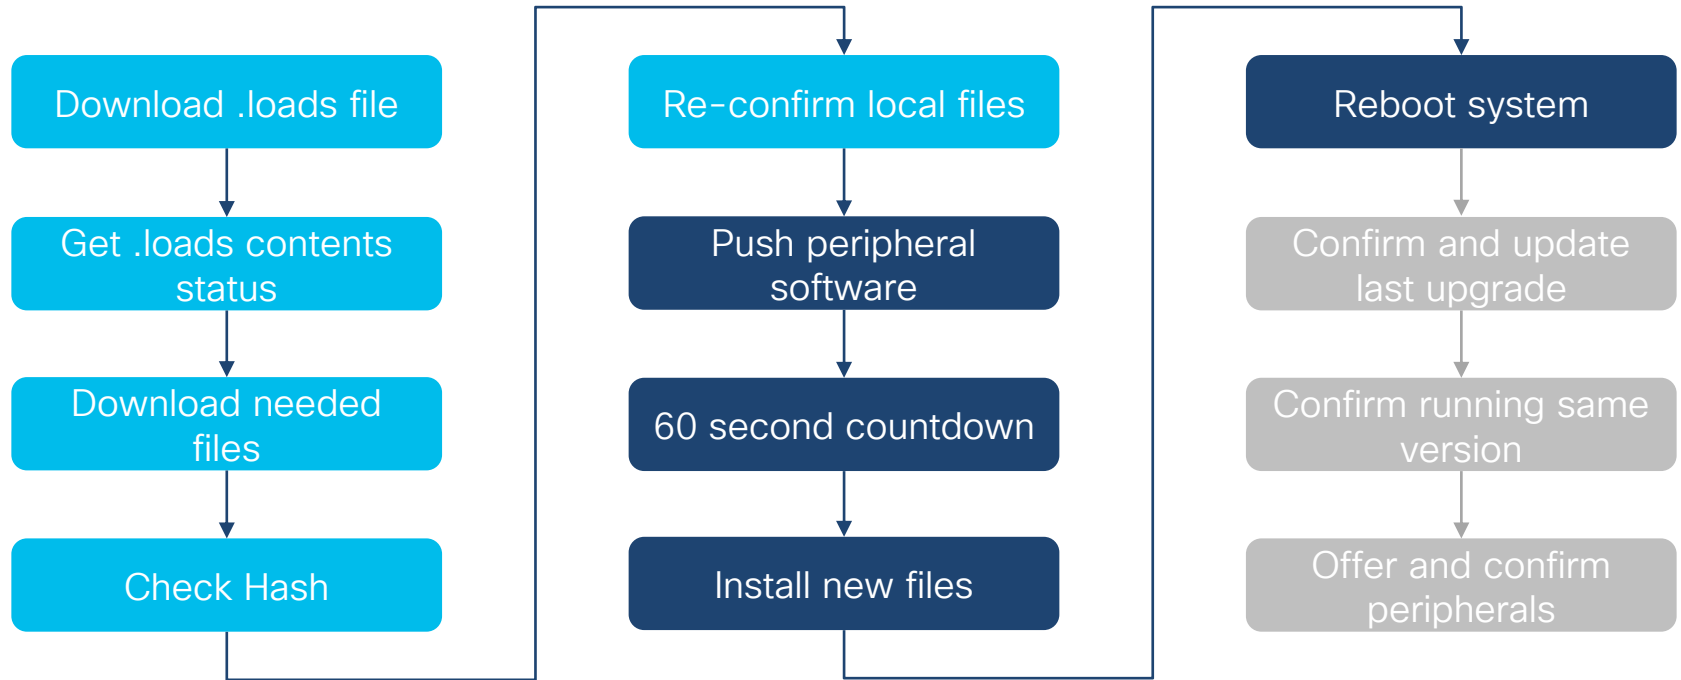 Download .loads file
Get .loads contents
status
Download needed
files
Check Hash
Re-confirm local files
Push peripheral
software
60 second countdown
Install new files
Reboot system
Confirm and update
last upgrade
Confirm running same
version
Offer and confirm
peripherals